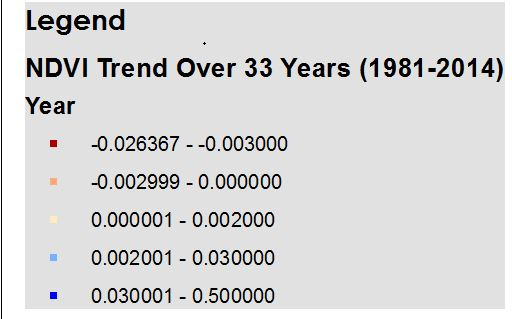 Legend
NDVI Trend Over 33 Years (1981-2014)
Year
-0.026367 - -0.003000
-0.002999 - 0.000000
0.000001 - 0.002000
0.002001 - 0.030000
0.030001 - 0.500000